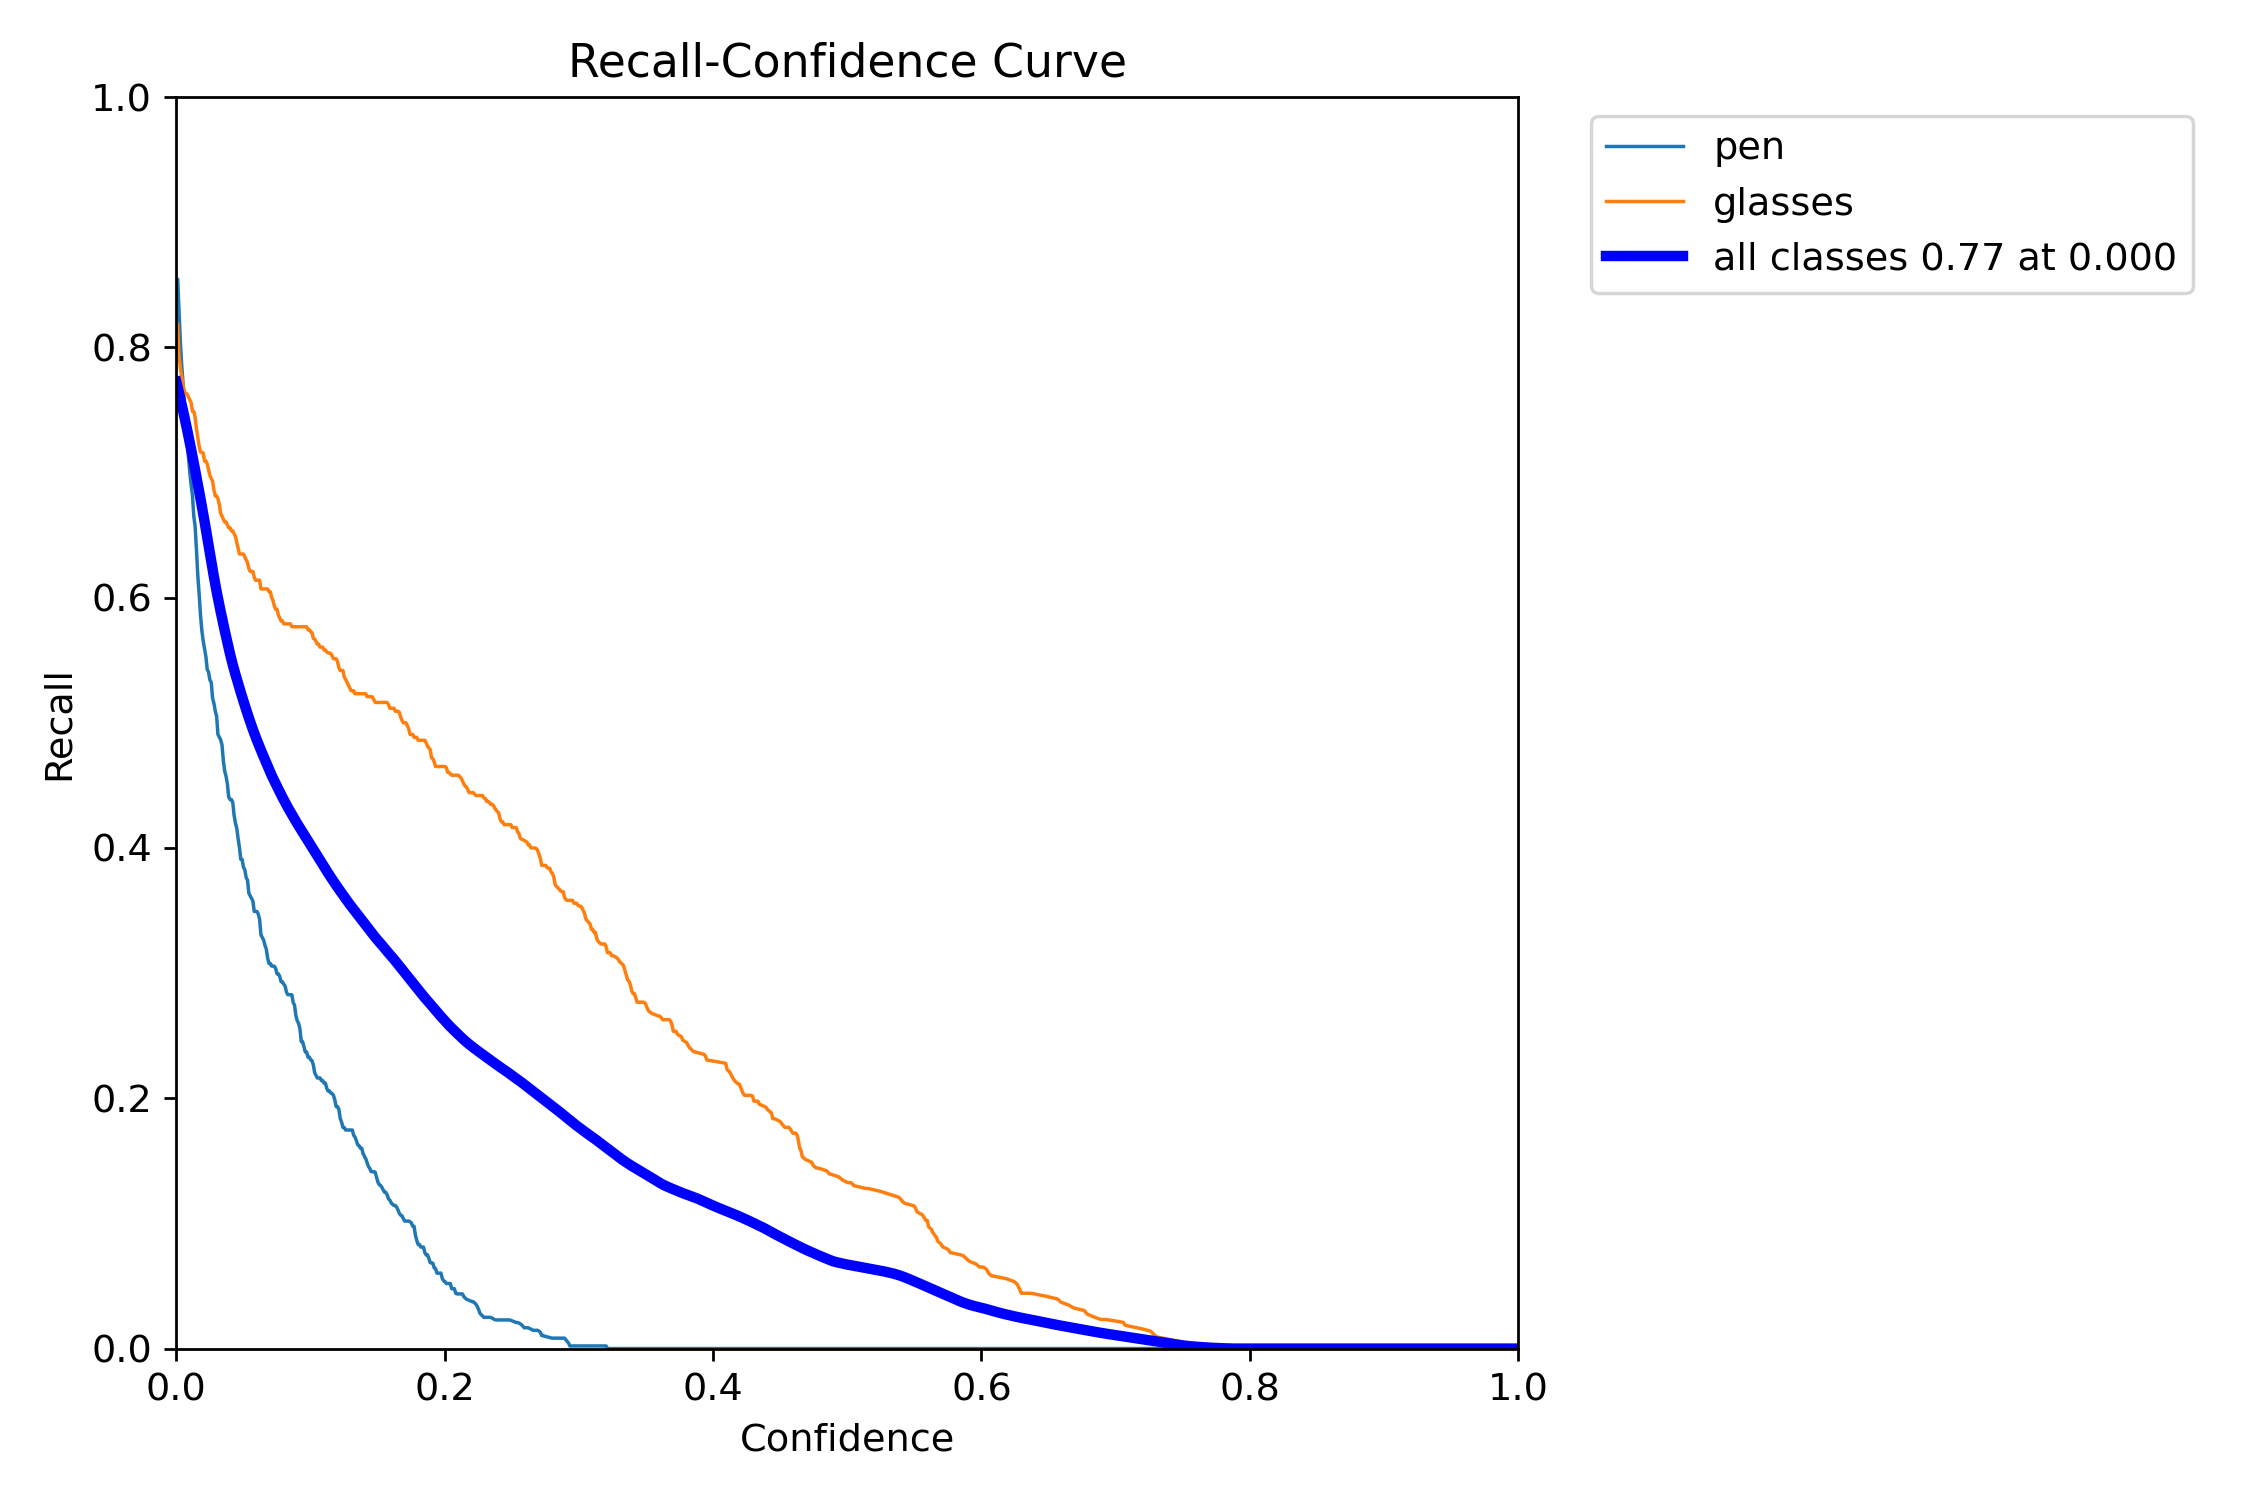 Recall-Confidence Curve
1.0
0.8
0.6
0.4
0.2
0.0
Recall
0.0 0.2 0.4 0.6 0.8 1.0
Confidence
pen
glasses
all classes 0.77 at 0.000